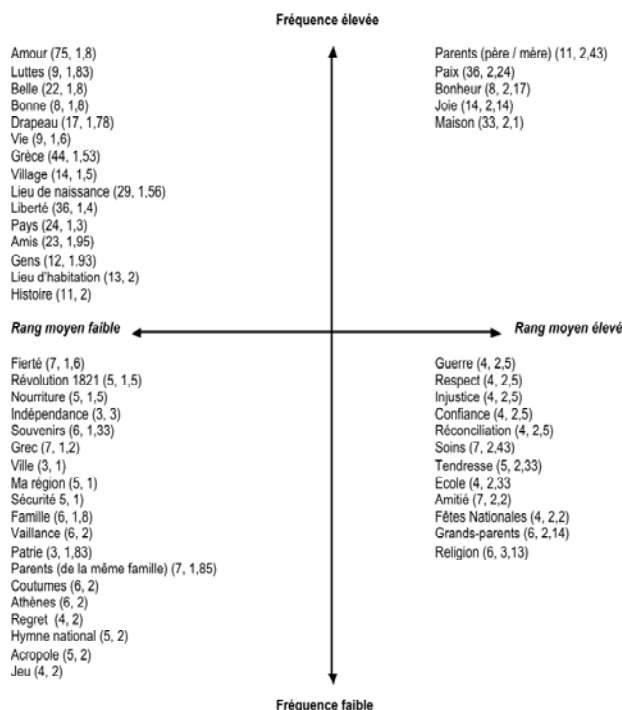 Fréquence élevée
Amour (75, 1,8)
Luttes (9, 1,83)
Belle (22, 1,8)
Bonne (8, 1,8)
Drapeau (17, 1,78)
Vie (9, 1,6)
Grèce (44, 1,53)
Village (14, 1,5)
Lieu de naissance (29, 1,56)
Liberté (36, 1,4)
Pays (24, 1,3)
Amis (23, 1,95)
Gens (12, 1.93)
Lieu d'habitation (13, 2)
Histoire (11, 2)
Parents (père / mère) (11, 2,43)
Paix (36, 2,24)
Bonheur (8, 2,17)
Joie (14, 2,14)
Maison (33, 2,1)
Rang moyen faible
Rang moyen élevé
Fierté (7, 1,6)
Révolution 1821 (5, 1,5)
Nourriture (5, 1,5)
Indépendance (3, 3)
Souvenirs (6, 1,33)
Grec (7, 1,2)
Ville (3, 1)
Ma région (5, 1)
Sécurité 5, 1)
Famille (6, 1,8)
Vaillance (6, 2)
Patrie (3, 1,83)
Parents (de la même famille) (7, 1,85)
Coutumes (6, 2)
Athènes (6, 2)
Regret (4, 2)
Hymne national (5, 2)
Acropole (5, 2)
Jeu (4, 2)
Guerre (4, 2,5)
Respect (4, 2,5)
Injustice (4, 2,5)
Confiance (4, 2,5)
Réconciliation (4, 2,5)
Soins (7, 2,43)
Tendresse (5, 2,33)
Ecole (4, 2,33
Amitié (7, 2,2)
Fêtes Nationales (4, 2,2)
Grands-parents (6, 2,14)
Religion (6, 3,13)
Fréquence faible